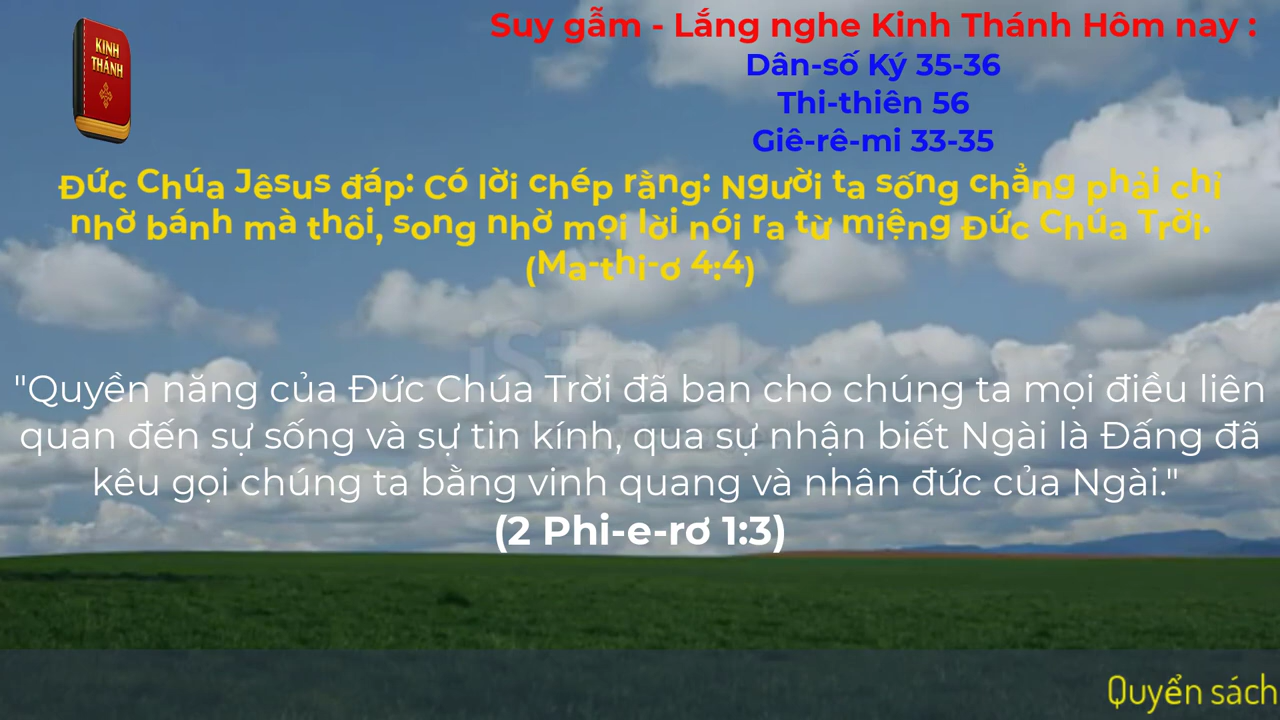 KINH
THÁNH
Suy gẫm - Lắng nghe Kinh Thánh Hôm nay :
Dân-số Ký 35-36
Thi-thiên 56
Giê-rê-mi 33-35
Đức Chúa Jêsus đáp: Có lời chép rằng: Người ta sống chẳng phải chỉ
nhờ bánh mà thôi, song nhờ mọi lời nói ra từ miệng Đức Chúa Trời.
(Ma-thi-ơ 4:4)
iStock
"Quyền năng của Đức Chúa Trời đã ban cho chúng ta mọi điều liên
quan đến sự sống và sự tin kính, qua sự nhận biết Ngài là Đấng đã
kêu gọi chúng ta bằng vinh quang và nhân đức của Ngài."
(2 Phi-e-rơ 1:3)
Quyển sách